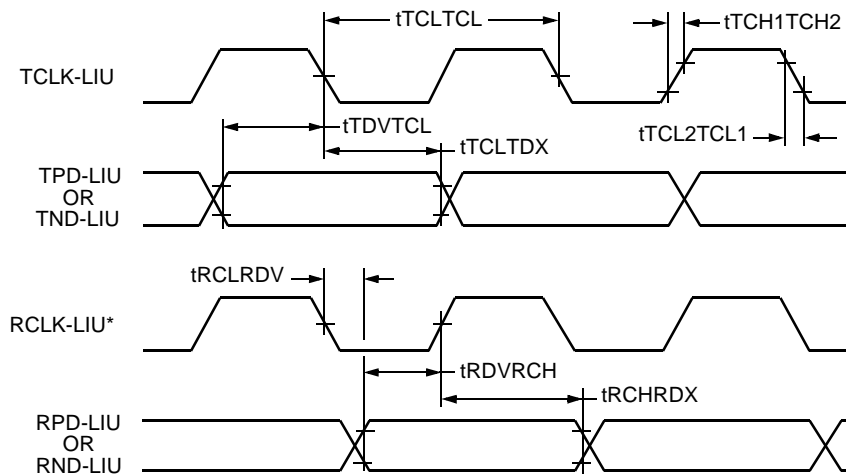 tTCLTCL
tTCH1TCH2
TCLK-LIU
tTDVTCL
tTCL2TCL1
tTCLTDX
TPD-LIU
OR
TND-LIU
tRCLRDV
RCLK-LIU*
tRDVRCH
tRCHRDX
RPD-LIU
OR
RND-LIU